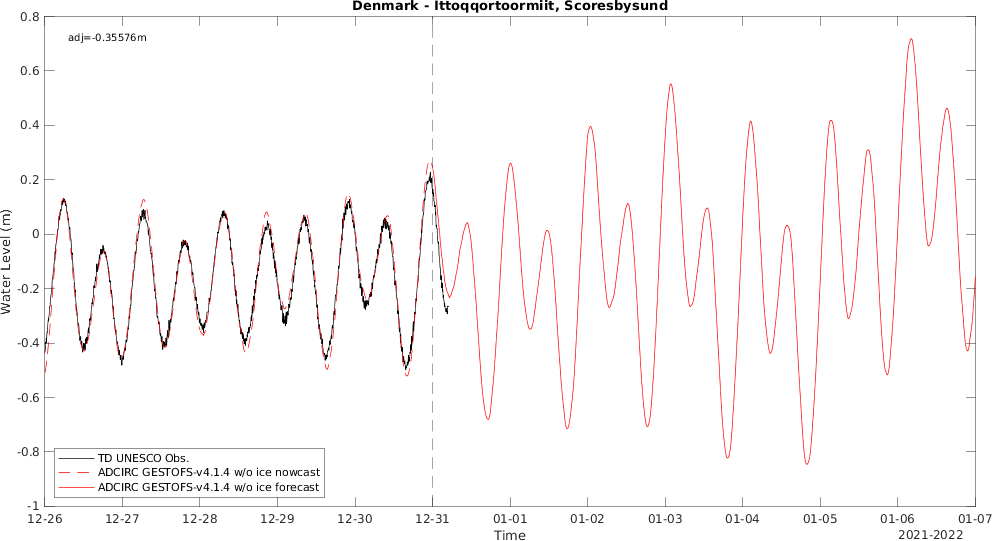 Denmark - Ittoqqortoormiit, Scoresbysund
adj=-0.35576m
0.8
0.6
0.4
0.2
0
-0.2
-0.4
-0.6
-0.8
-1
Water Level (m)
TD UNESCO Obs.
ADCIRC GESTOFS-v4.1.4 w/o ice nowcast
ADCIRC GESTOFS-v4.1.4 w/o ice forecast
12-26 12-27 12-28 12-29 12-30 12-31 01-01 01-02 01-03 01-04 01-05 01-06 01-07
Time
2021-2022